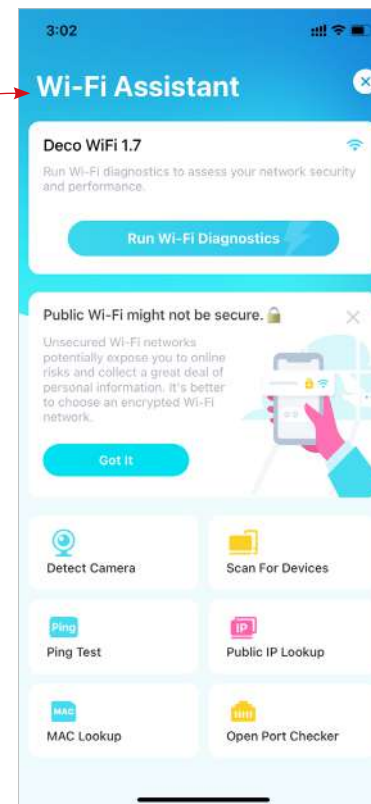 3:02
Wi-Fi Assistant
Deco WiFi 1.7
Run Wi-Fi diagnostics to assess your network security
and performance.
Run Wi-Fi Diagnostics
Public Wi-Fi might not be secure.
Unsecured Wi-Fi networks
potentially expose you to online
risks and collect a great deal of
personal information. It's better
to choose an encrypted Wi-Fi
network.
Got it
Detect Camera
Scan For Devices
Ping
Ping Test
IP
Public IP Lookup
MAC
MAC Lookup
Open Port Checker